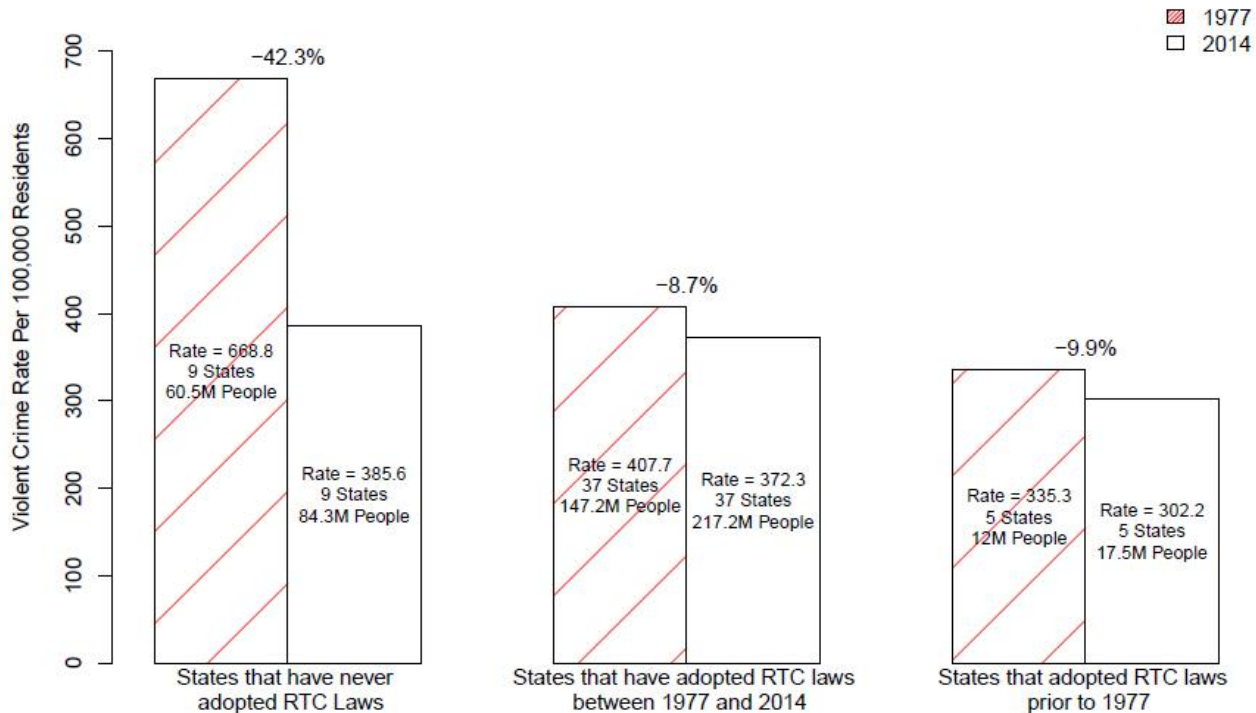 1977
2014
Violent Crime Rate Per 100,000 Residents
700
600
500
400
300
200
100
0
−42.3%
Rate = 668.8
9 States
60.5M People
Rate = 385.6
9 States
84.3M People
States that have never
adopted RTC Laws
−8.7%
Rate = 407.7
37 States
147.2M People
Rate = 372.3
37 States
217.2M People
States that have adopted RTC laws
between 1977 and 2014
−9.9%
Rate = 335.3
5 States
12M People
Rate = 302.2
5 States
17.5M People
States that adopted RTC laws
prior to 1977